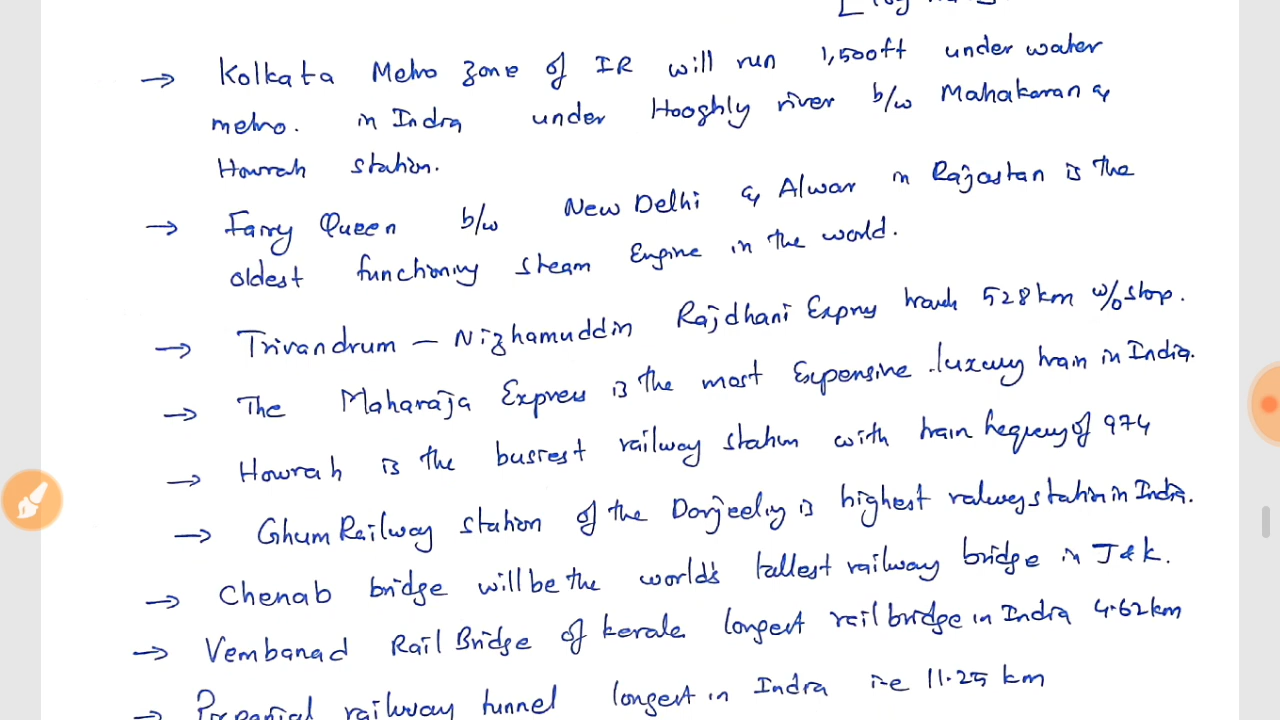 → Kolkata Metro zone of IR will run 1,500ft under water
metro. in India under Hooghly river b/w Mahakaran &
Howrah station.
→ Fairy Queen b/w New Delhi & Alwar in Rajastan is the
oldest functioning steam Engine in the world.
→ Trivandrum – Nizhamuddin Rajdhani Express travels 528km w/o stop.
→ The Maharaja Express is the most Expensive luxury train in India.
→ Howrah is the busiest railway station with train frequency of 974
→ Ghum Railway station of the Darjeeling is highest railway station in India.
→ Chenab bridge will be the world's tallest railway bridge in J&K.
→ Vembanad Rail Bridge of Kerala longest rail bridge in India 4.62km
→ railway tunnel longest in India i.e 11.25 km